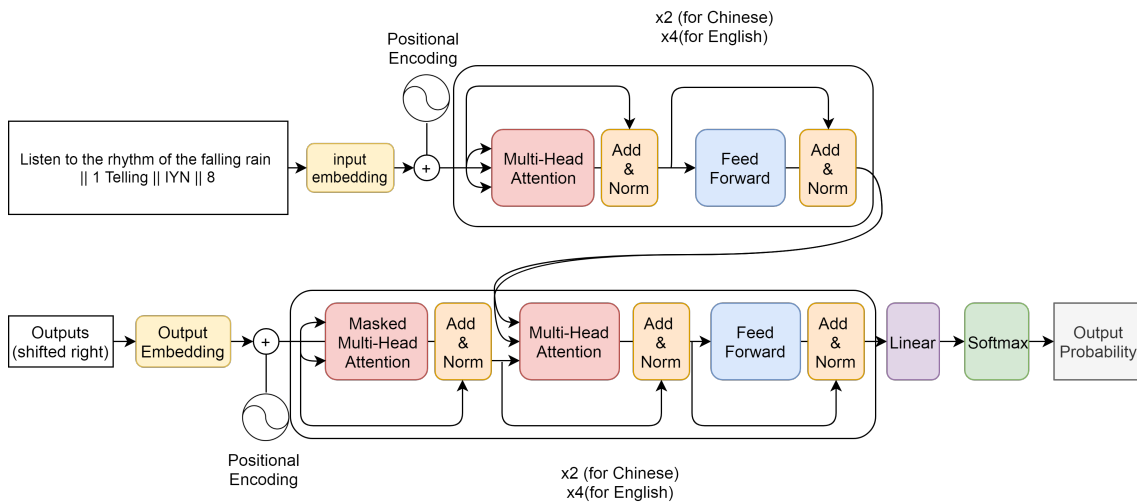 x2 (for Chinese)
x4(for English)
Positional
Encoding
Listen to the rhythm of the falling rain
|| 1 Telling || IYN || 8
input
embedding
Multi-Head
Attention
Add
&
Norm
Feed
Forward
Add
&
Norm
Outputs
(shifted right)
Output
Embedding
Positional
Encoding
Masked
Multi-Head
Attention
Add
&
Norm
Multi-Head
Attention
Add
&
Norm
Feed
Forward
Add
&
Norm
Linear
Softmax
Output
Probability
x2 (for Chinese)
x4(for English)